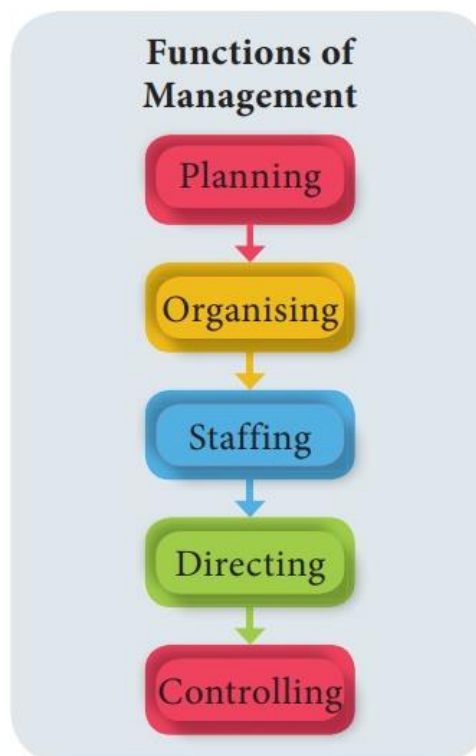 Functions of
Management
Planning
Organising
Staffing
Directing
Controlling